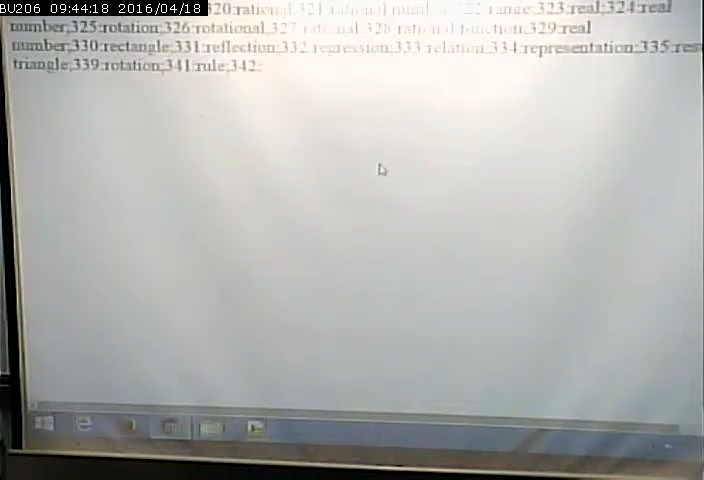 BU206 09:44:18 2016/04/18
320:rational,321:rational number,322:range,323:real,324:real
number,325:rotation,326:rotational,327:rational,328:rational function,329:real
number,330:rectangle,331:reflection,332:regression,333:relation,334:representation,335:res
triangle,339:rotation,341:rule,342: